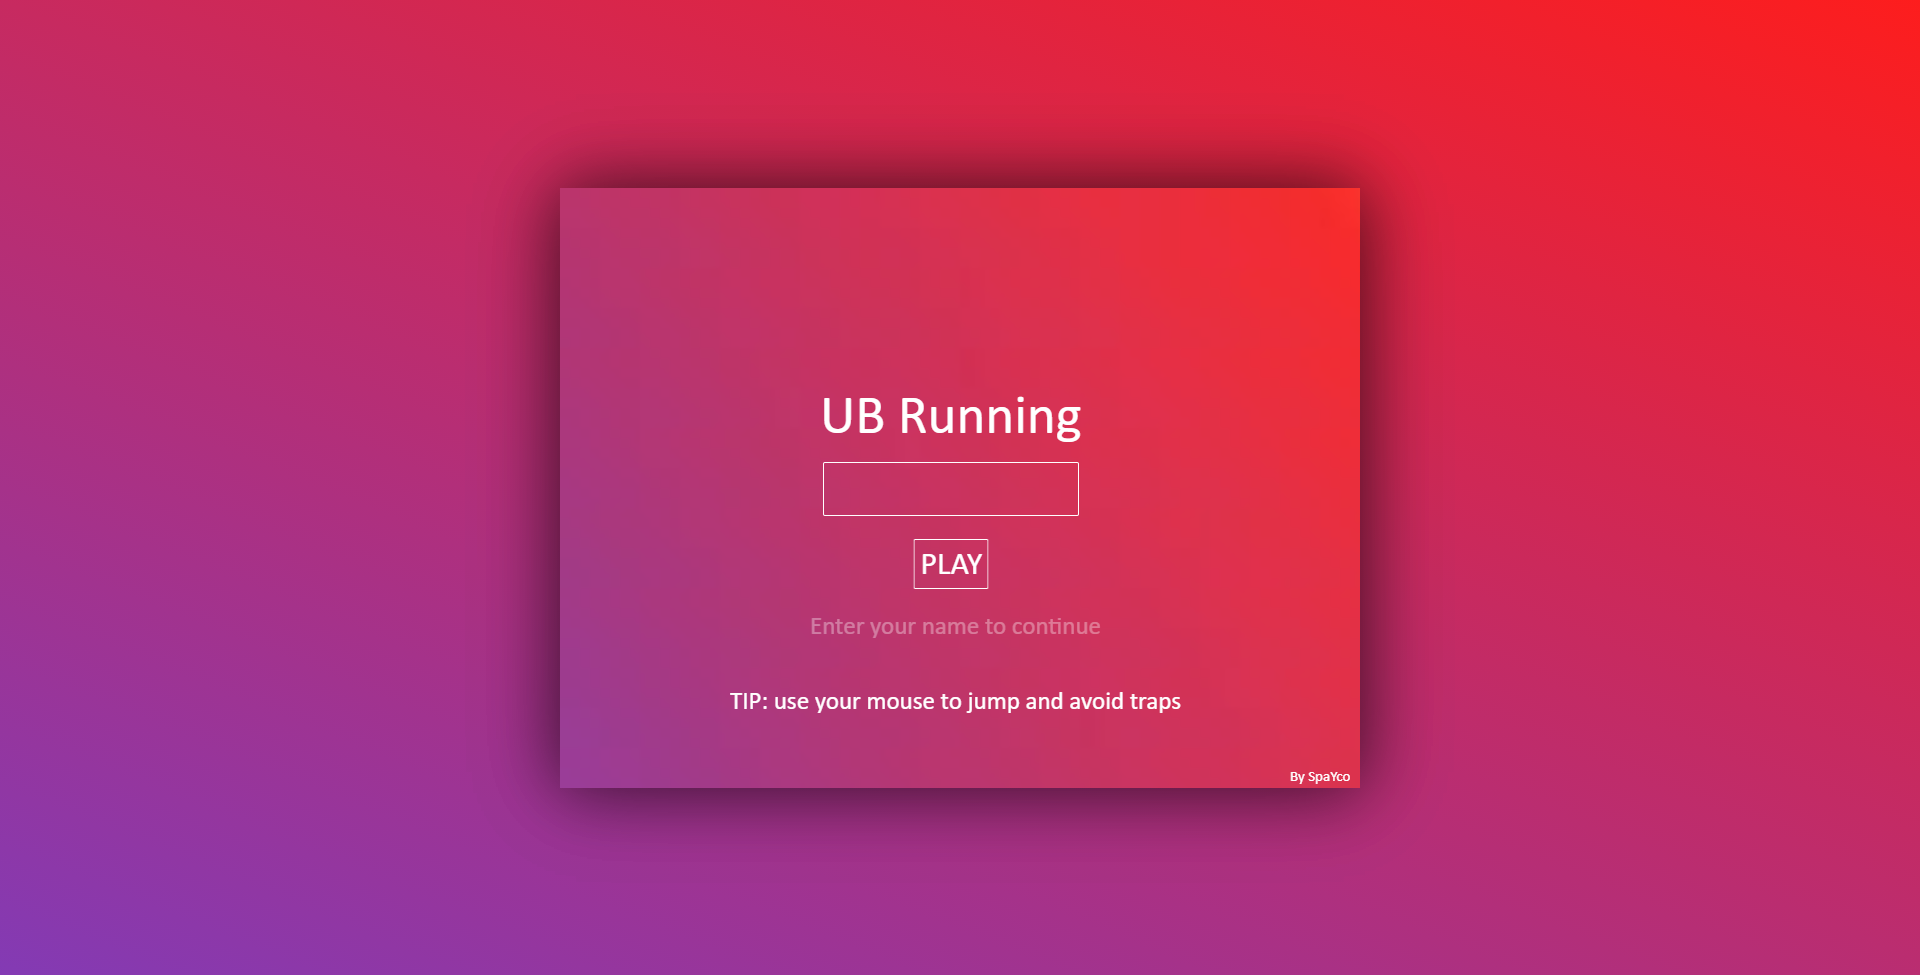 UB Running
PLAY
Enter your name to continue
TIP: use your mouse to jump and avoid traps
By SpaYco